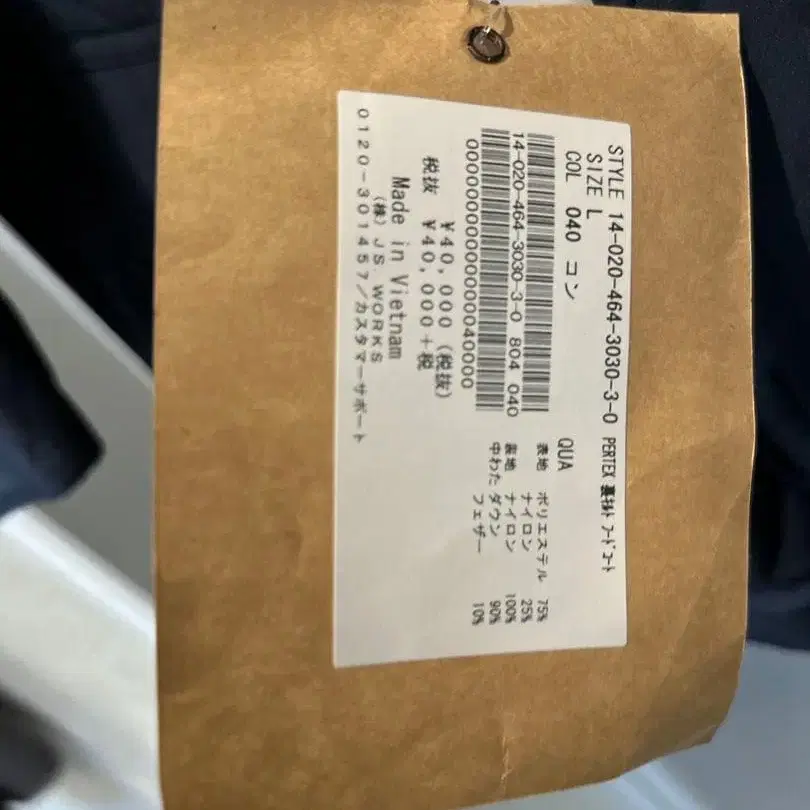 STYLE 14-020-464-3030-3-0 PERTEX 裏ｷﾙﾄ ﾌｰﾄﾞｺｰﾄ
SIZE L
COL 040 コン
QUA
14-020-464-3030-3-0 804 040
表地 ポリエステル 75%
ナイロン 25%
裏地 ナイロン 100%
中わた ダウン 90%
フェザー 10%
0000000000000000040000
¥40,000 (税抜)
税抜 ¥40,000+税
Made in Vietnam
(株) JS WORKS
0120-301457/カスタマーサポート